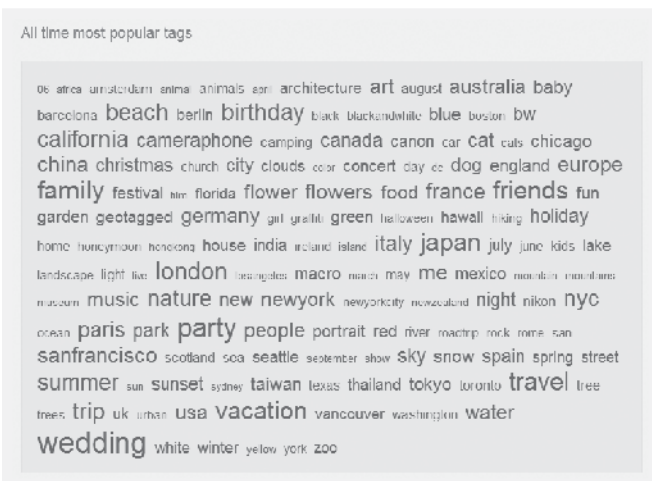 All time most popular tags
06 africa amsterdam animal animals april architecture art august australia baby
barcelona beach berlin birthday black blackandwhite blue boston bw
california cameraphone camping canada canon car cat cats chicago
china christmas church city clouds color concert day dc dog england europe
family festival film florida flower flowers food france friends fun
garden geotagged germany girl graffiti green halloween hawaii hiking holiday
home honeymoon hongkong house india ireland island italy japan july june kids lake
landscape light live london losangeles macro march may me mexico mountain mountains
museum music nature new newyork newyorkcity newzealand night nikon nyc
ocean paris park party people portrait red river roadtrip rock rome san
sanfrancisco scotland sea seattle september show sky snow spain spring street
summer sun sunset sydney taiwan texas thailand tokyo toronto travel tree
trees trip uk urban usa vacation vancouver washington water
wedding white winter yellow york zoo